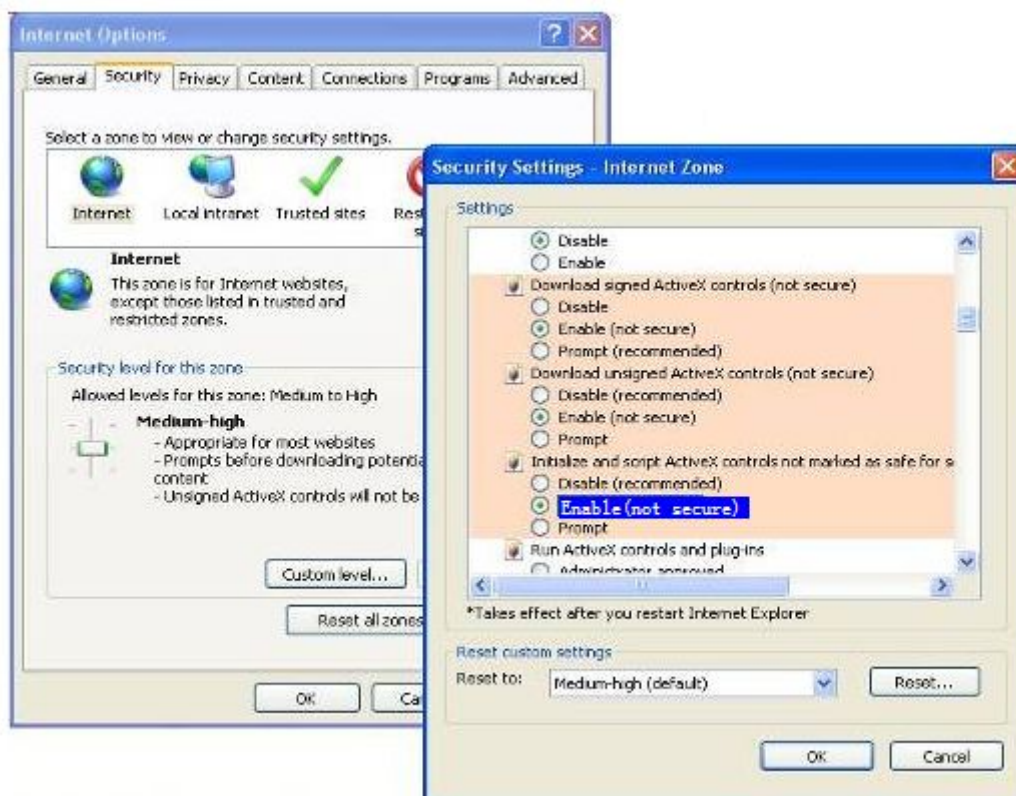 Internet Options
General Security Privacy Content Connections Programs Advanced
Select a zone to view or change security settings.
Internet Local intranet Trusted sites
Internet
This zone is for Internet websites,
except those listed in trusted and
restricted zones.
Security level for this zone
Allowed levels for this zone: Medium to High
Medium-high
- Appropriate for most websites
- Prompts before downloading
content
- Unsigned ActiveX controls will not be
Custom level...
Reset all zones
OK
Security Settings - Internet Zone
Settings
Disable
Enable
Download signed ActiveX controls (not secure)
Disable
Enable (not secure)
Prompt (recommended)
Download unsigned ActiveX controls (not secure)
Disable (recommended)
Enable (not secure)
Prompt
Initialize and script ActiveX controls not marked as safe for s
Disable (recommended)
Enable(not secure)
Prompt
Run ActiveX controls and plug-ins
Administrator approved
*Takes effect after you restart Internet Explorer
Reset custom settings
Reset to: Medium-high (default) Reset...
OK Cancel